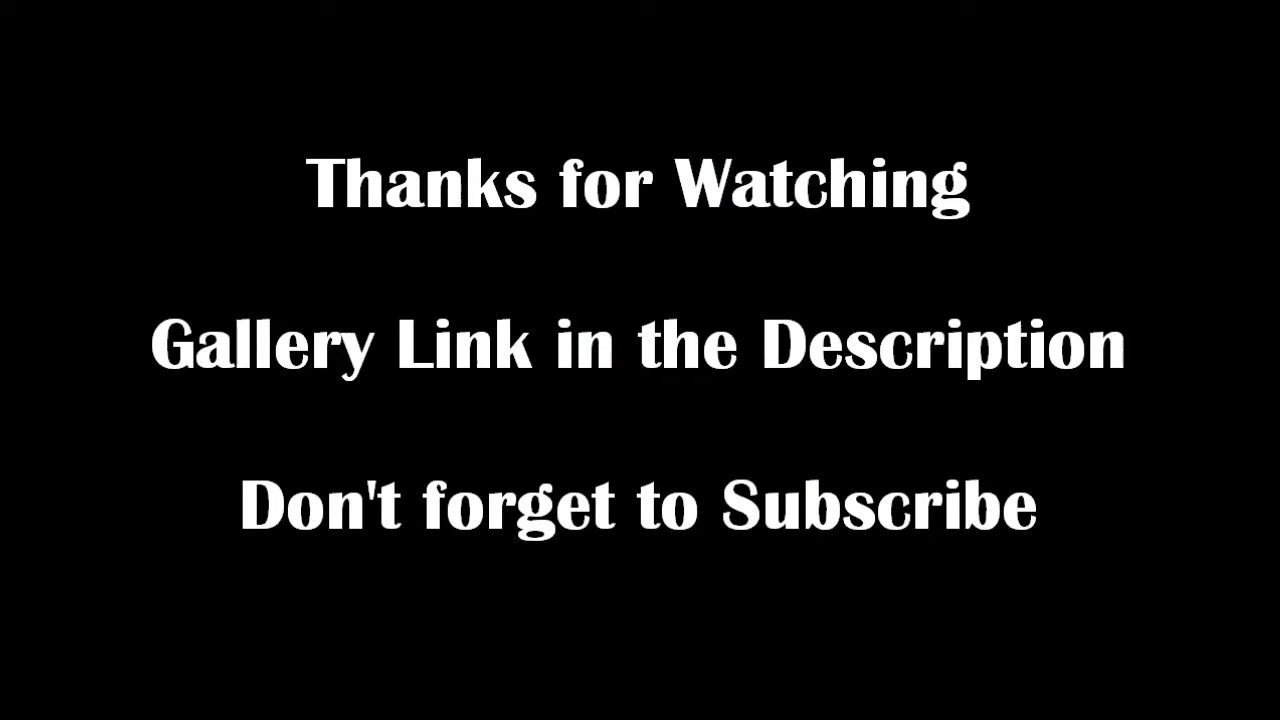 Thanks for Watching
Gallery Link in the Description
Don't forget to Subscribe